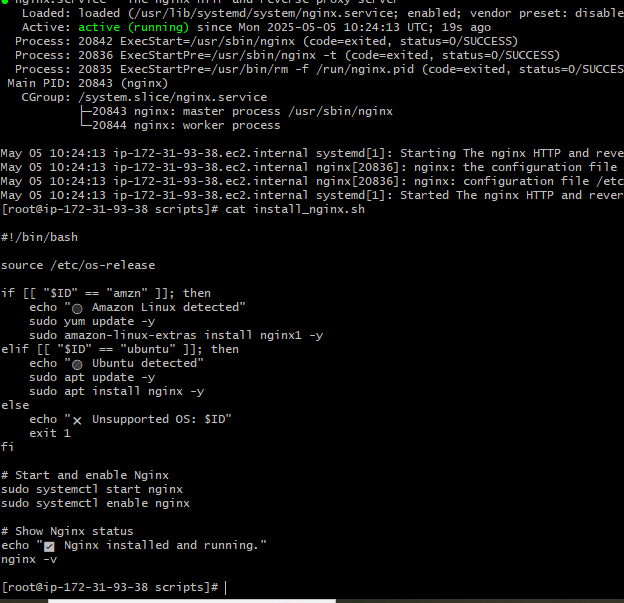 nginx.service - The nginx HTTP and reverse proxy server
Loaded: loaded (/usr/lib/systemd/system/nginx.service; enabled; vendor preset: disable
Active: active (running) since Mon 2025-05-05 10:24:13 UTC; 19s ago
Process: 20842 ExecStart=/usr/sbin/nginx (code=exited, status=0/SUCCESS)
Process: 20836 ExecStartPre=/usr/sbin/nginx -t (code=exited, status=0/SUCCESS)
Process: 20835 ExecStartPre=/usr/bin/rm -f /run/nginx.pid (code=exited, status=0/SUCCES
Main PID: 20843 (nginx)
CGroup: /system.slice/nginx.service
├─20843 nginx: master process /usr/sbin/nginx
└─20844 nginx: worker process
May 05 10:24:13 ip-172-31-93-38.ec2.internal systemd[1]: Starting The nginx HTTP and reve
May 05 10:24:13 ip-172-31-93-38.ec2.internal nginx[20836]: nginx: the configuration file
May 05 10:24:13 ip-172-31-93-38.ec2.internal nginx[20836]: nginx: configuration file /etc
May 05 10:24:13 ip-172-31-93-38.ec2.internal systemd[1]: Started The nginx HTTP and rever
[root@ip-172-31-93-38 scripts]# cat install_nginx.sh
#!/bin/bash
source /etc/os-release
if [[ "$ID" == "amzn" ]]; then
echo "● Amazon Linux detected"
sudo yum update -y
sudo amazon-linux-extras install nginx1 -y
elif [[ "$ID" == "ubuntu" ]]; then
echo "● Ubuntu detected"
sudo apt update -y
sudo apt install nginx -y
else
echo "❌ Unsupported OS: $ID"
exit 1
fi
# Start and enable Nginx
sudo systemctl start nginx
sudo systemctl enable nginx
# Show Nginx status
echo "✅ Nginx installed and running."
nginx -v
[root@ip-172-31-93-38 scripts]#